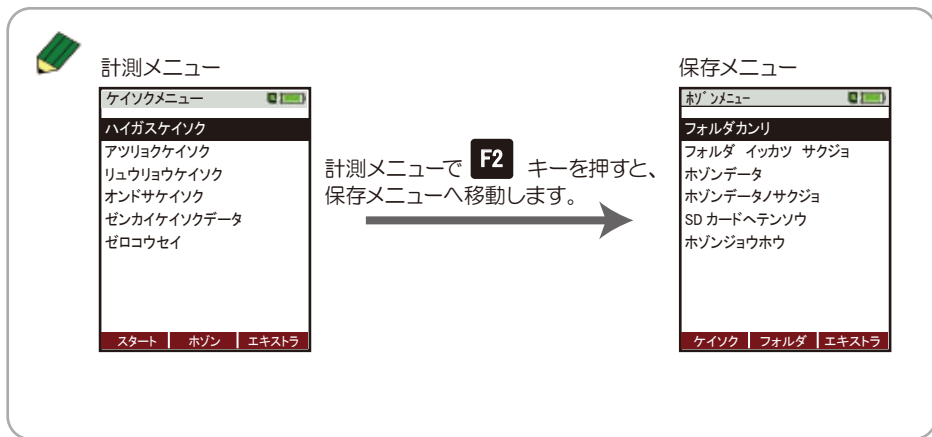 計測メニュー
ケイソクメニュー
ハイガスケイソク
アツリョクケイソク
リュウリョウケイソク
オンドサケイソク
ゼンカイケイソクデータ
ゼロコウセイ
スタート ホゾン エキストラ
計測メニューで F2 キーを押すと、
保存メニューへ移動します。
保存メニュー
ホゾンメニュー
フォルダカンリ
フォルダ イッカツ サクジョ
ホゾンデータ
ホゾンデータノサクジョ
SD カードヘテンソウ
ホゾンジョウホウ
ケイソク フォルダ エキストラ